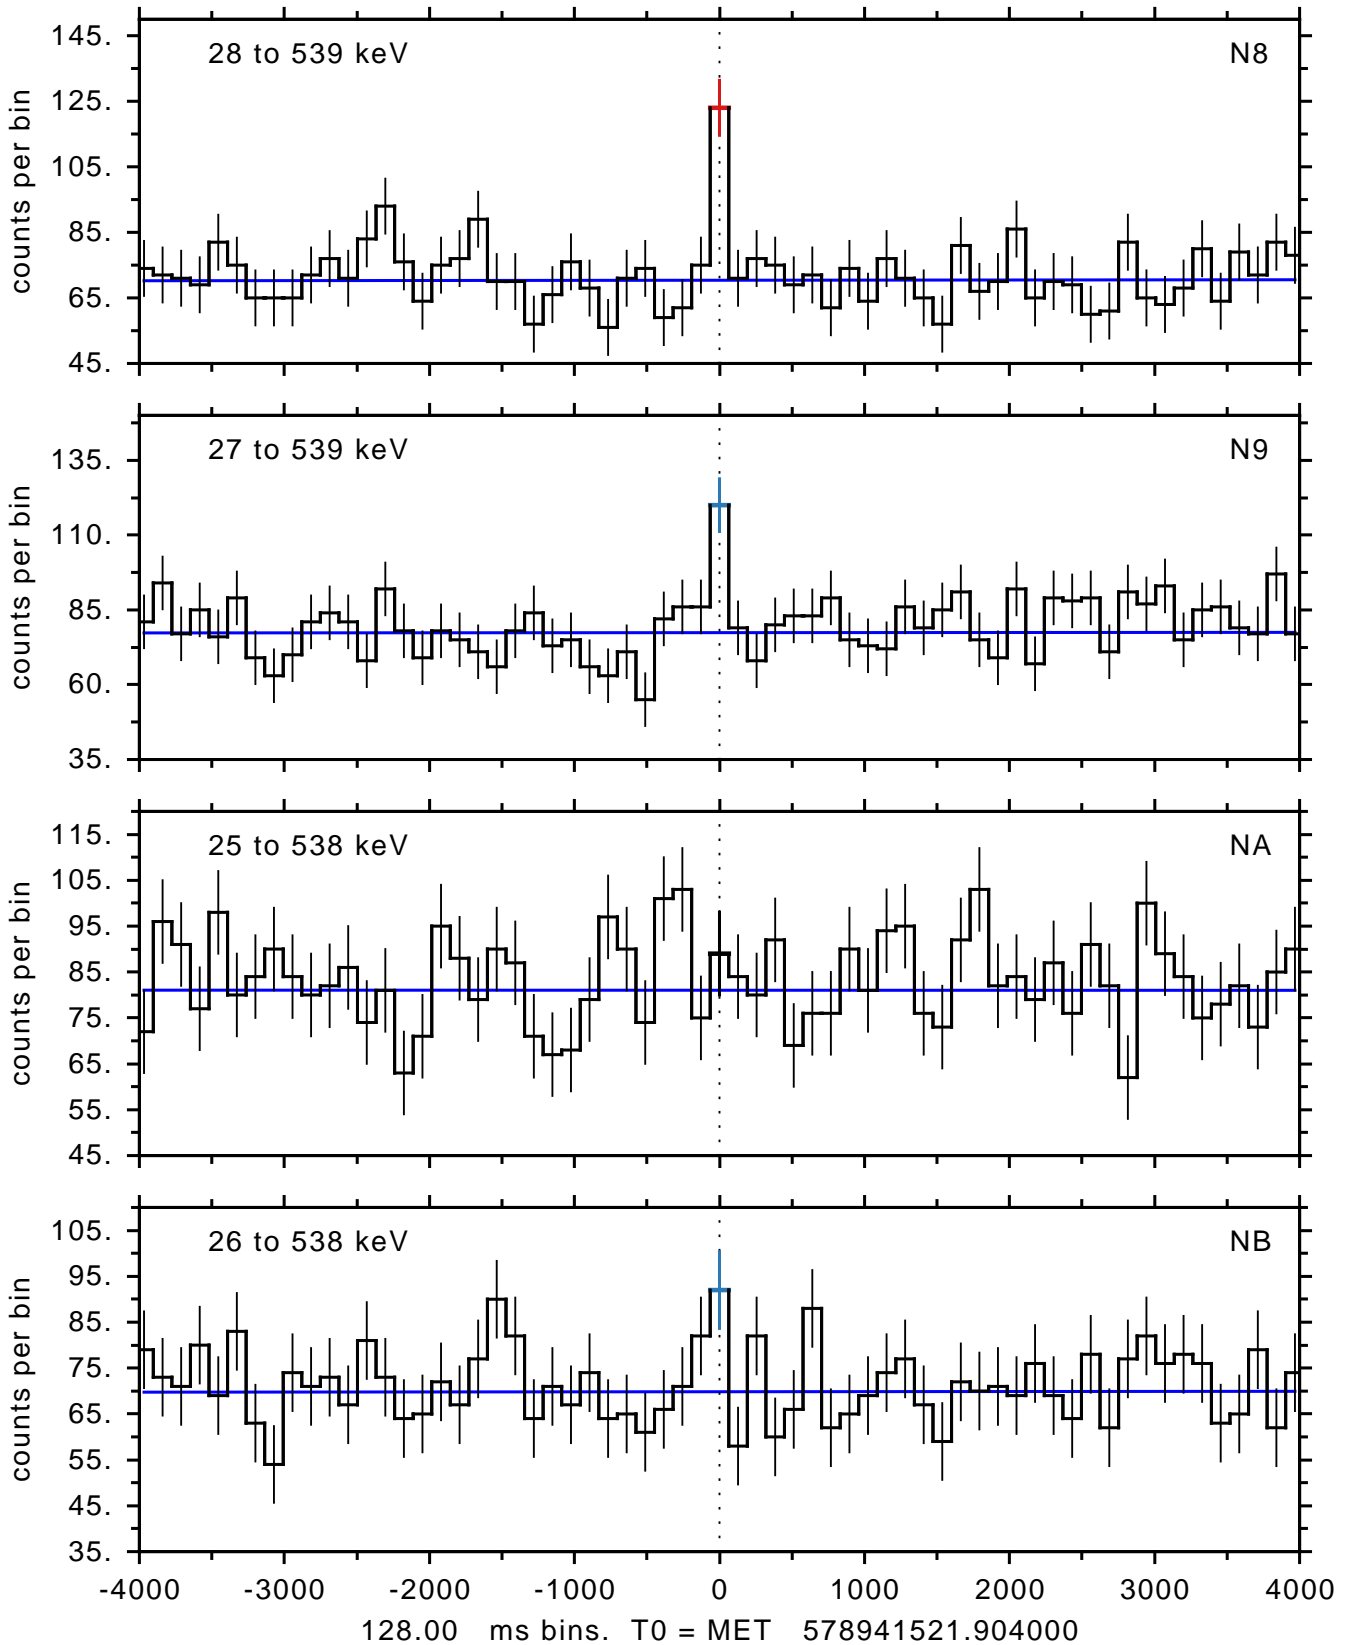 28 to 539 keV N8
145.
125.
105.
85.
65.
45.
counts per bin
27 to 539 keV N9
135.
110.
85.
60.
35.
counts per bin
25 to 538 keV NA
115.
105.
95.
85.
75.
65.
55.
45.
counts per bin
26 to 538 keV NB
105.
95.
85.
75.
65.
55.
45.
35.
counts per bin
-4000 -3000 -2000 -1000 0 1000 2000 3000 4000
128.00 ms bins. T0 = MET 578941521.904000